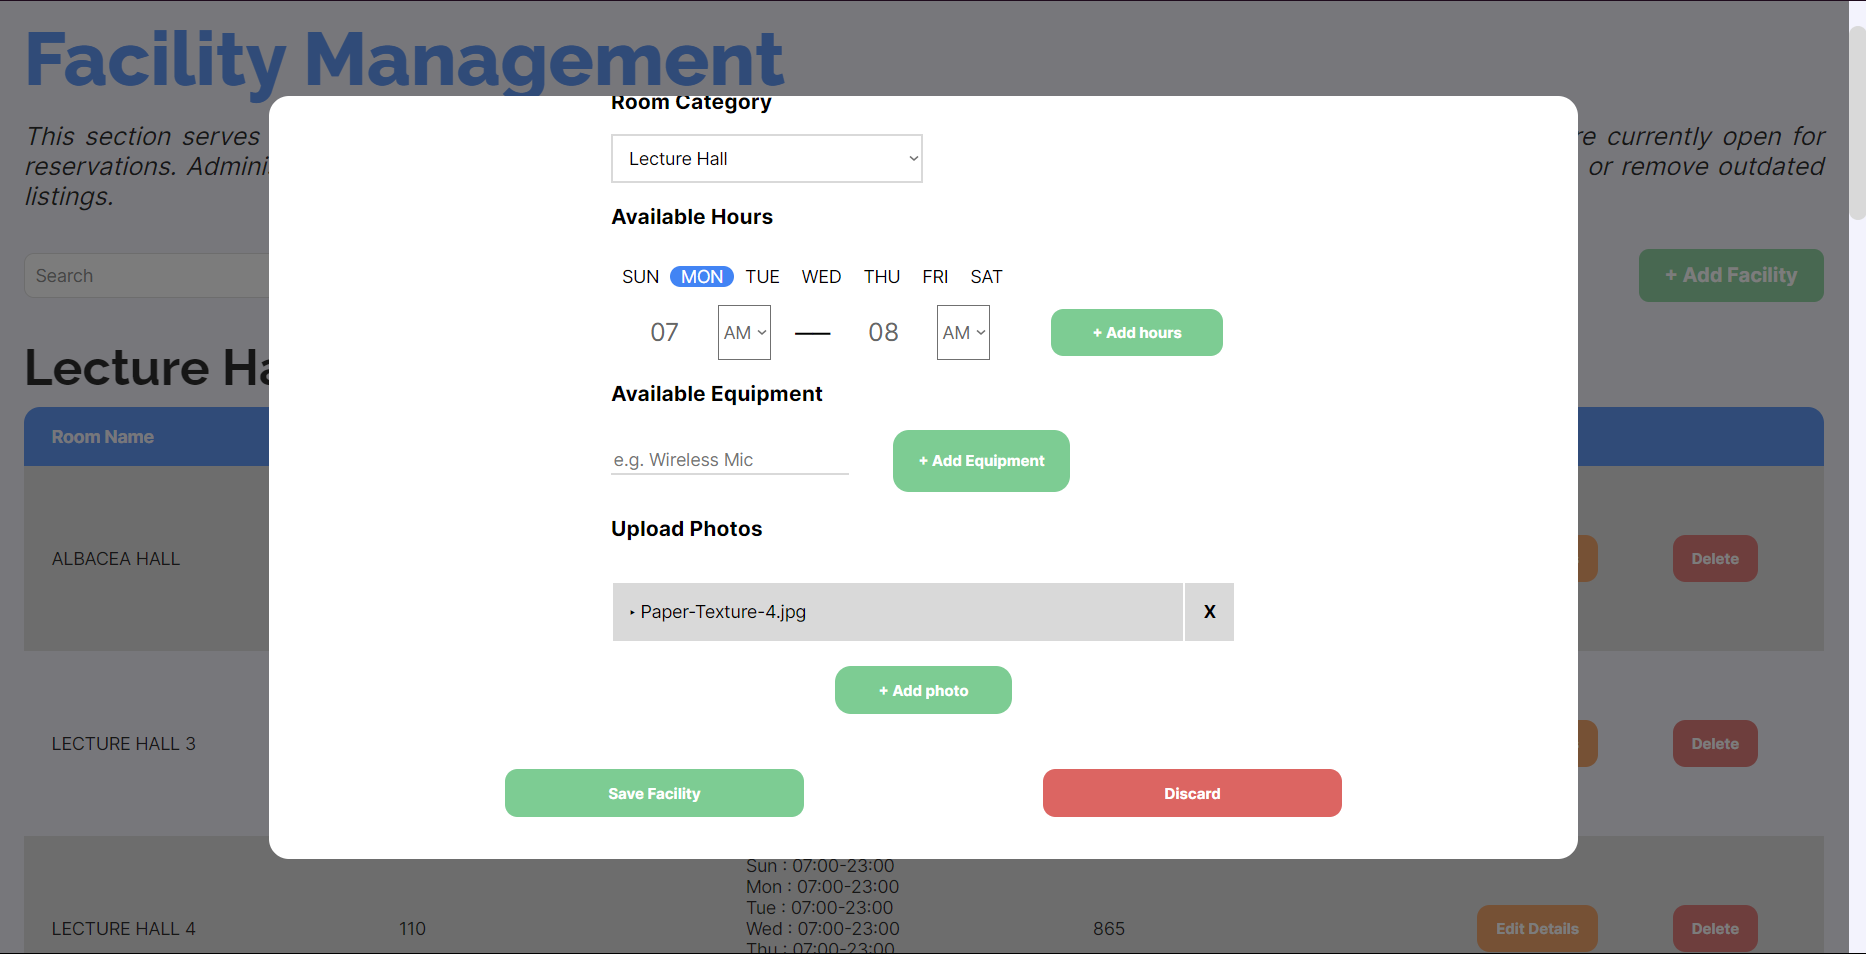 Facility Management
This section serves
re currently open for
reservations. Admini
or remove outdated
listings.
Search
+ Add Facility
Lecture Ha
Room Name
ALBACEA HALL
Delete
LECTURE HALL 3
Delete
Room Category
Lecture Hall
Available Hours
SUN MON TUE WED THU FRI SAT
07 AM — 08 AM + Add hours
Available Equipment
e.g. Wireless Mic + Add Equipment
Upload Photos
‣ Paper-Texture-4.jpg X
+ Add photo
Save Facility Discard
Sun : 07:00-23:00
Mon : 07:00-23:00
Tue : 07:00-23:00
LECTURE HALL 4 110 Wed : 07:00-23:00 865 Edit Details Delete
Thu : 07:00-23:00